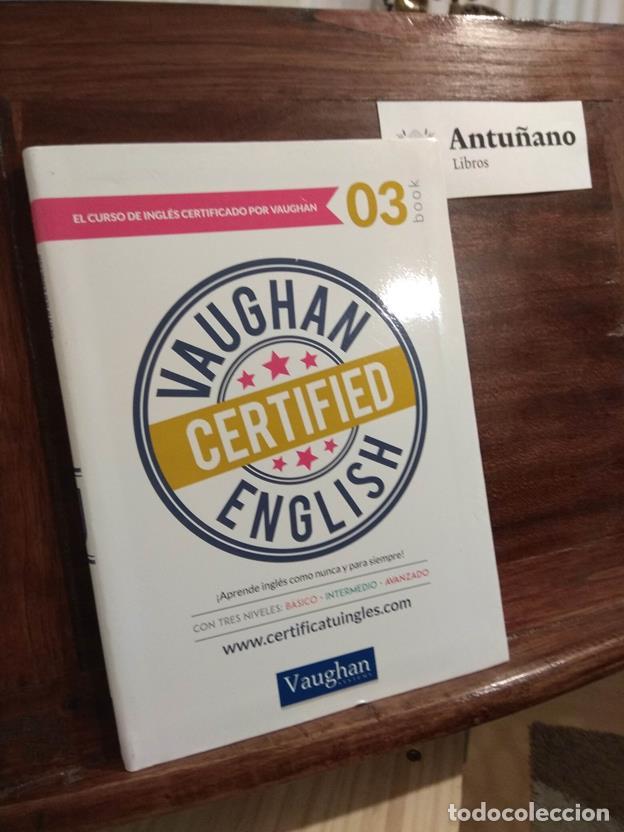 Antuñano
Libros
EL CURSO DE INGLÉS CERTIFICADO POR VAUGHAN
03
book
VAUGHAN
CERTIFIED
ENGLISH
¡Aprende inglés como nunca y para siempre!
CON TRES NIVELES: BÁSICO - INTERMEDIO - AVANZADO
www.certificatuingles.com
Vaughan
SYSTEMS
todocoleccion